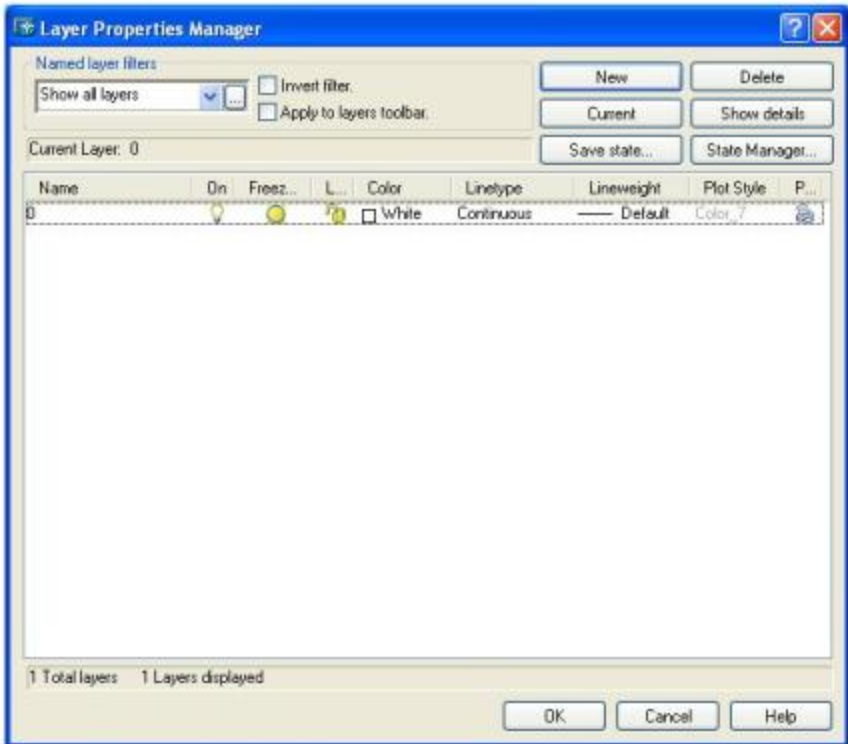 Layer Properties Manager
Named layer filters
Show all layers
...
Invert filter.
Apply to layers toolbar.
New
Delete
Current
Show details
Current Layer: 0
Save state...
State Manager...
Name On Freez... L... Color Linetype Lineweight Plot Style P...
0 White Continuous Default Color_7
1 Total layers 1 Layers displayed
OK Cancel Help